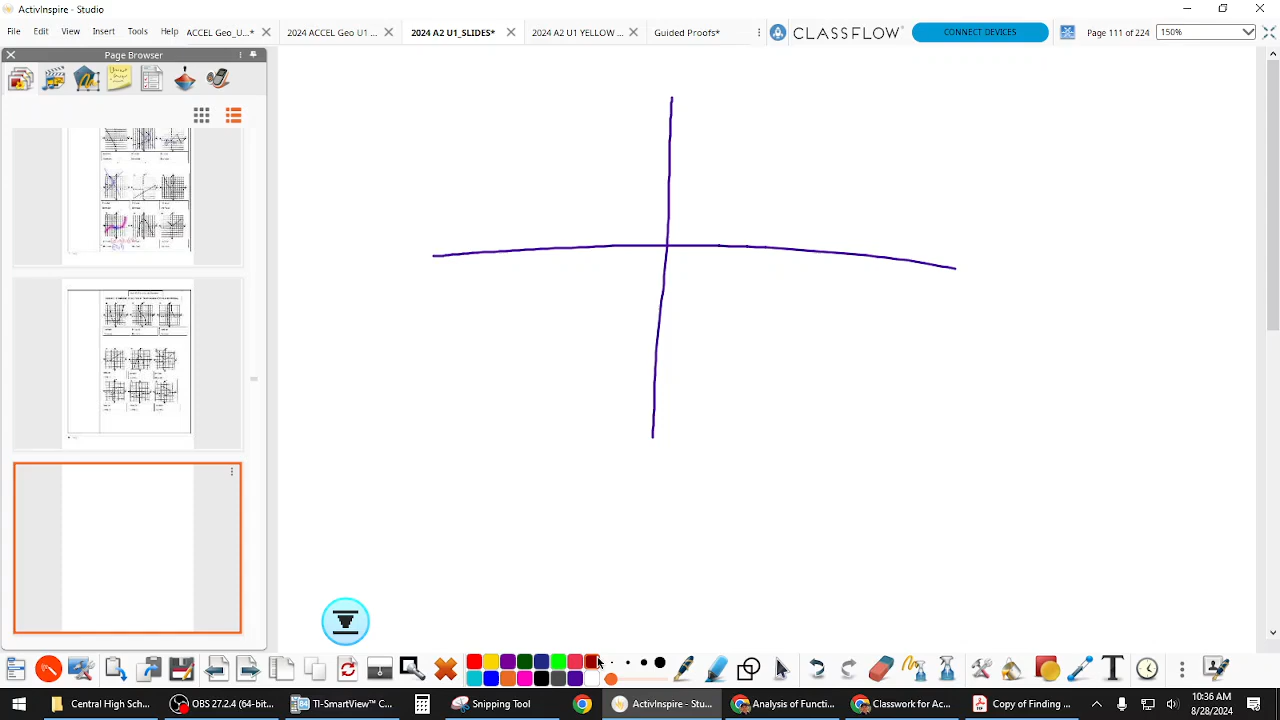 ActivInspire - Studio
File Edit View Insert Tools Help
ACCEL Geo_U...*
2024 ACCEL Geo U1 ...
2024 A2 U1_SLIDES*
2024 A2 U1 YELLOW ...
Guided Proofs*
CLASSFLOW
CONNECT DEVICES
Page 111 of 224
150%
Page Browser
T
10:36 AM
Central High Sch...
OBS 27.2.4 (64-bit...
TI-SmartView™ C...
Snipping Tool
ActivInspire - Stu...
Analysis of Functi...
Classwork for Ac...
Copy of Finding ...
8/28/2024